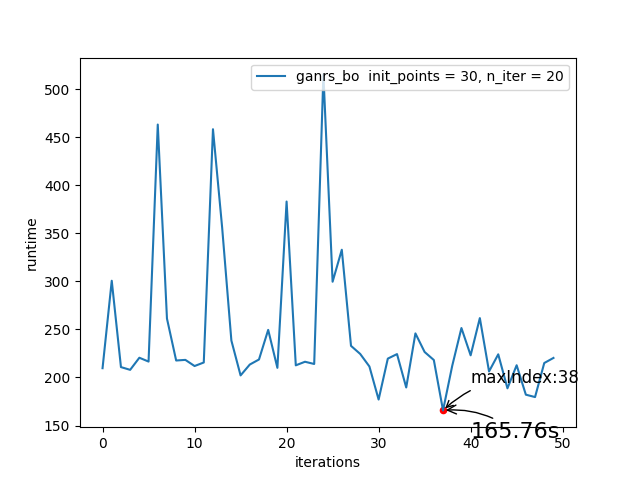 ganrs_bo  init_points = 30, n_iter = 20
500
450
400
350
300
250
200
150
runtime
maxIndex:38
165.76s
0
10
20
30
40
50
iterations